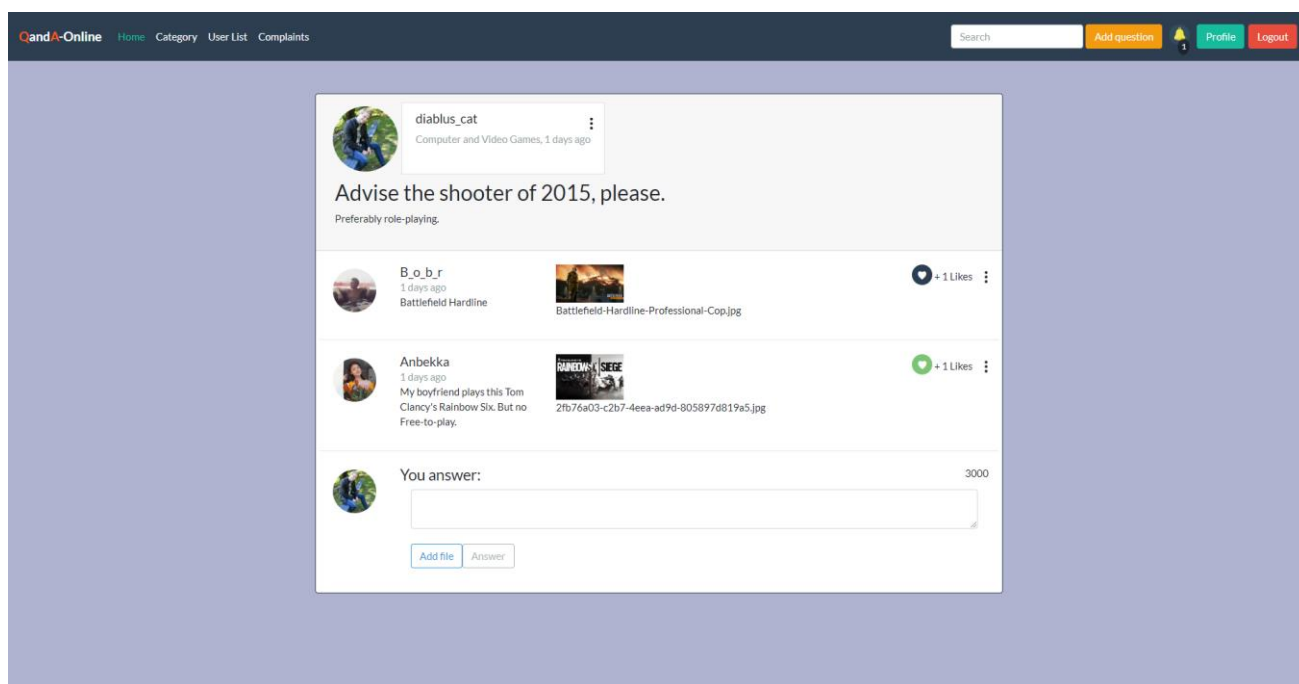 QandA-Online Home Category User List Complaints Search Add question 1 Profile Logout
diablus_cat
Computer and Video Games, 1 days ago
Advise the shooter of 2015, please.
Preferably role-playing.
B_o_b_r
1 days ago
Battlefield Hardline
Battlefield-Hardline-Professional-Cop.jpg
+ 1 Likes
Anbekka
1 days ago
My boyfriend plays this Tom
Clancy's Rainbow Six. But no
Free-to-play.
RAINBOW SIX SIEGE
2fb76a03-c2b7-4eea-ad9d-805897d819a5.jpg
+ 1 Likes
You answer:
3000
Add file Answer